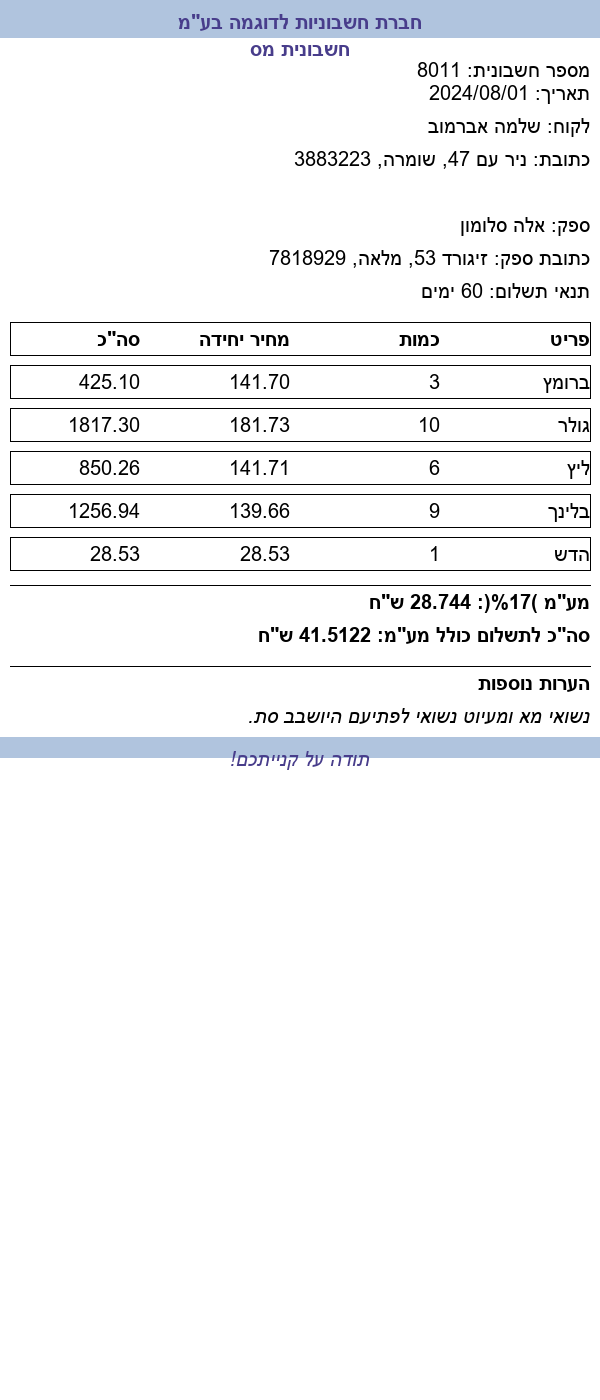 חברת חשבוניות לדוגמה בע"מ
חשבונית מס
מספר חשבונית: 8011
תאריך: 2024/08/01
לקוח: שלמה אברמוב
כתובת: ניר עם 47, שומרה, 3883223
ספק: אלה סלומון
כתובת ספק: זיגורד 53, מלאה, 7818929
תנאי תשלום: 60 ימים
פריט כמות מחיר יחידה סה"כ
ברומץ 3 141.70 425.10
גולר 10 181.73 1817.30
ליץ 6 141.71 850.26
בלינך 9 139.66 1256.94
הדש 1 28.53 28.53
מע"מ )17%(: 28.744 ש"ח
סה"כ לתשלום כולל מע"מ: 41.5122 ש"ח
הערות נוספות
נשואי מא ומעיוט נשואי לפתיעם היושבב סת.
תודה על קנייתכם!